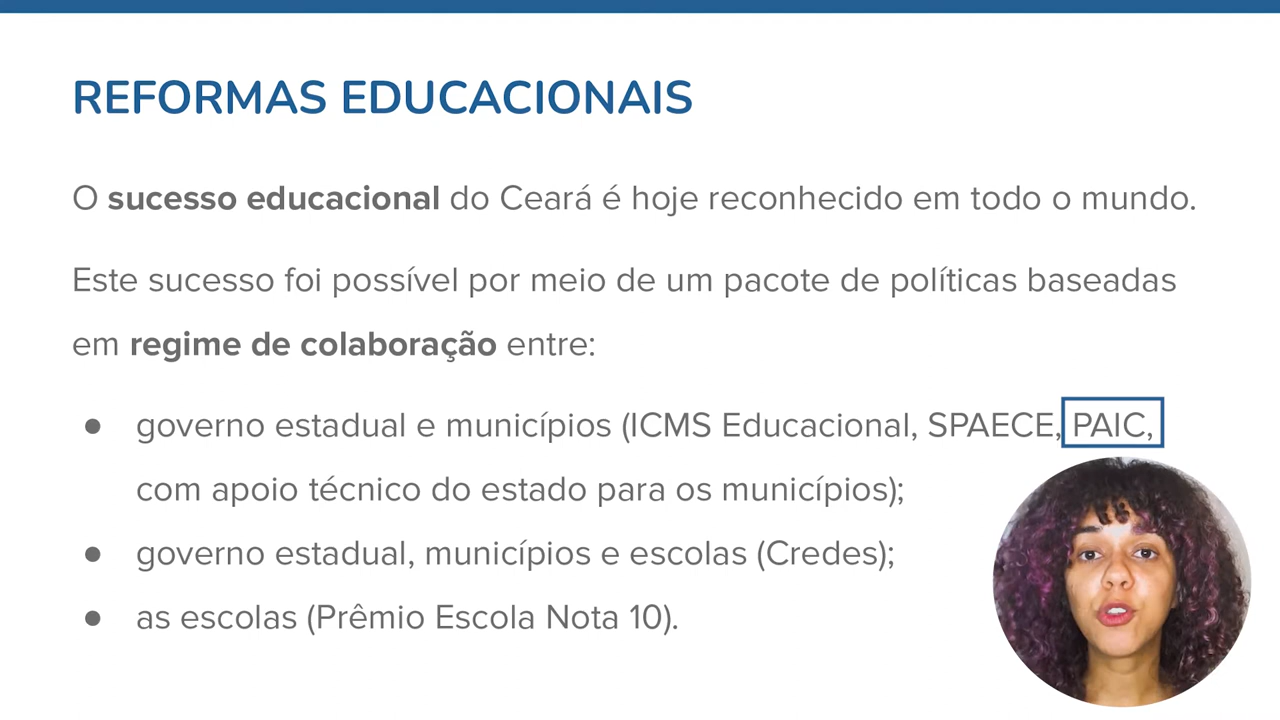 REFORMAS EDUCACIONAIS
O sucesso educacional do Ceará é hoje reconhecido em todo o mundo.
Este sucesso foi possível por meio de um pacote de políticas baseadas
em regime de colaboração entre:
● governo estadual e municípios (ICMS Educacional, SPAECE, PAIC,
com apoio técnico do estado para os municípios);
● governo estadual, municípios e escolas (Credes);
● as escolas (Prêmio Escola Nota 10).